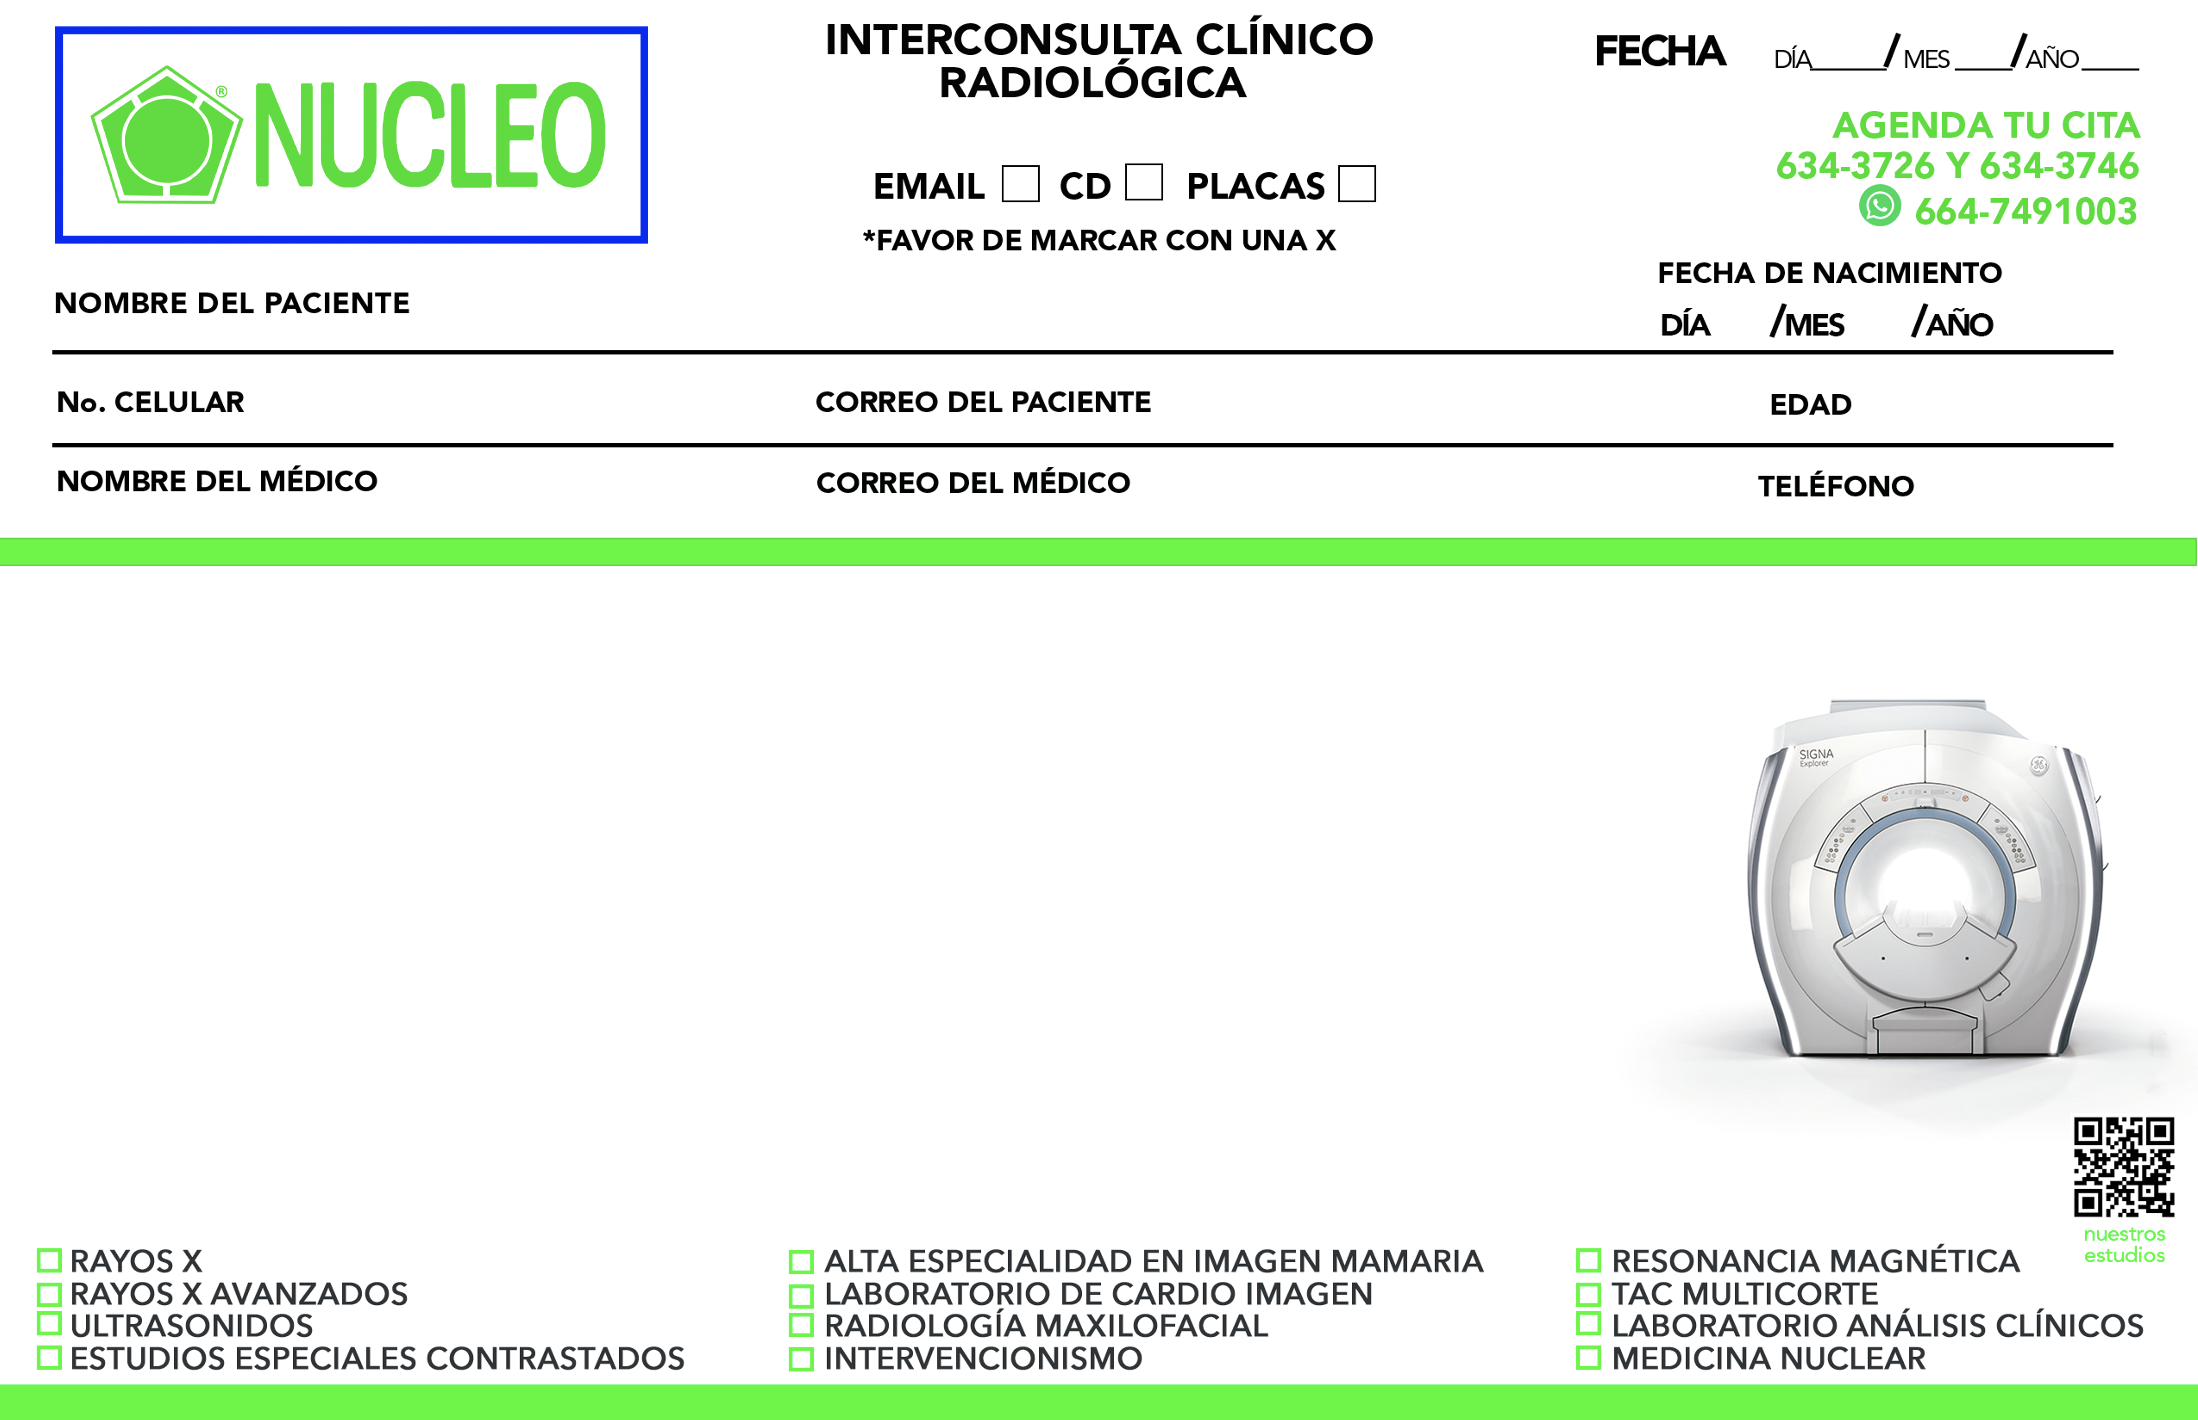 NUCLEO®
INTERCONSULTA CLÍNICO
RADIOLÓGICA
FECHA DÍA_____/ MES ____/AÑO____
AGENDA TU CITA
634-3726 Y 634-3746
664-7491003
EMAIL CD PLACAS
*FAVOR DE MARCAR CON UNA X
FECHA DE NACIMIENTO
DÍA /MES /AÑO
NOMBRE DEL PACIENTE
No. CELULAR CORREO DEL PACIENTE EDAD
NOMBRE DEL MÉDICO CORREO DEL MÉDICO TELÉFONO
SIGNA
Explorer
GE
nuestros
estudios
RAYOS X
RAYOS X AVANZADOS
ULTRASONIDOS
ESTUDIOS ESPECIALES CONTRASTADOS
ALTA ESPECIALIDAD EN IMAGEN MAMARIA
LABORATORIO DE CARDIO IMAGEN
RADIOLOGÍA MAXILOFACIAL
INTERVENCIONISMO
RESONANCIA MAGNÉTICA
TAC MULTICORTE
LABORATORIO ANÁLISIS CLÍNICOS
MEDICINA NUCLEAR